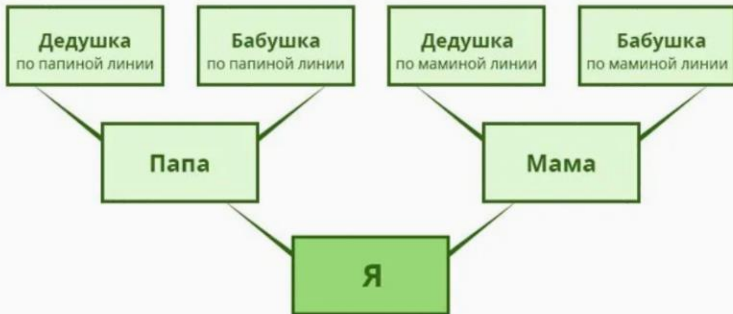 Дедушка
по папиной линии
Бабушка
по папиной линии
Дедушка
по маминой линии
Бабушка
по маминой линии
Папа
Мама
Я